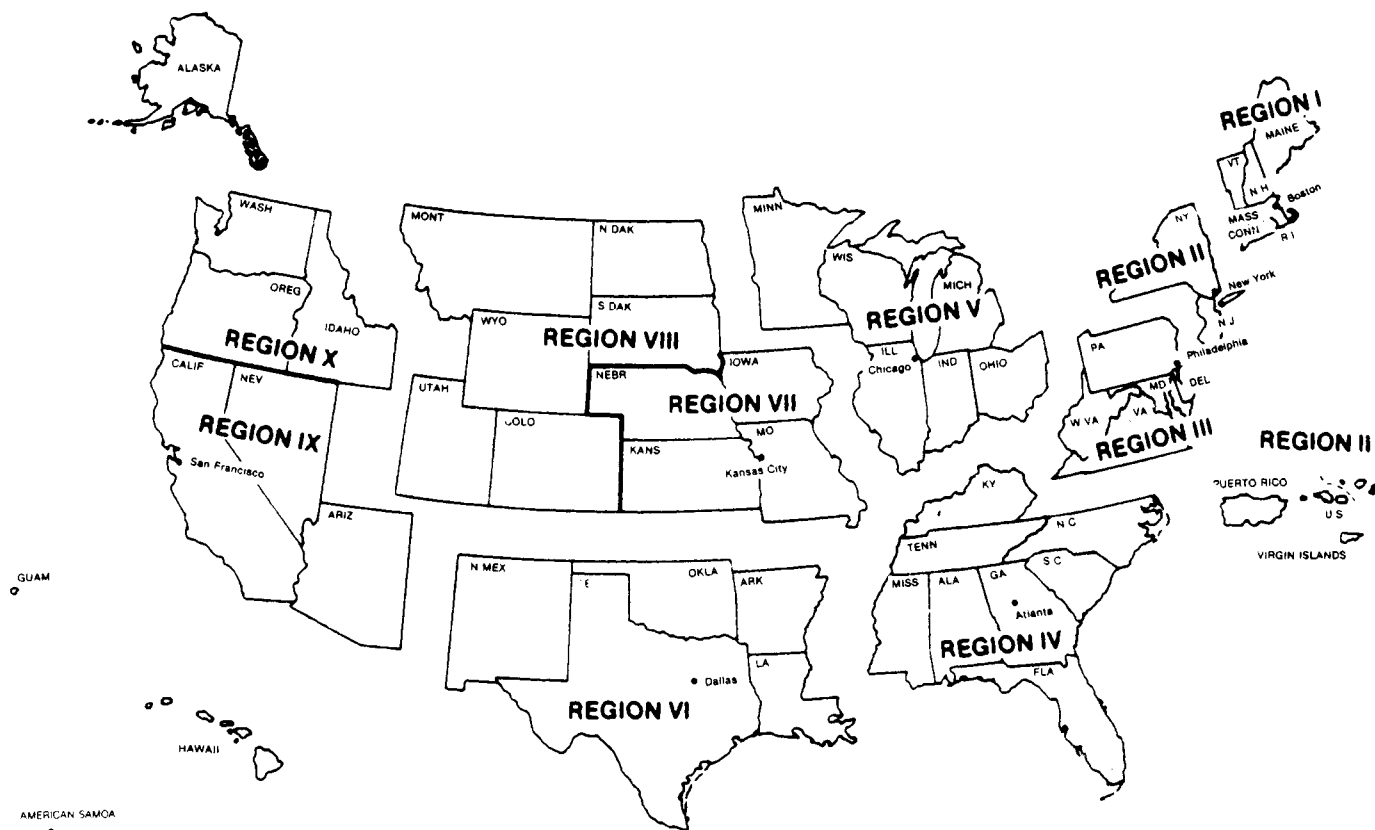 ALASKA
REGION I
MAINE
VT
N H
Boston
MASS
CONN
R I
WASH
MONT
N DAK
MINN
NY
OREG
WIS
MICH
REGION II
New York
N J
IDAHO
WYO
S DAK
REGION V
REGION X
REGION VIII
PA
Philadelphia
CALIF
NEV
UTAH
NEBR
IOWA
ILL
Chicago
IND
OHIO
MD
DEL
REGION IX
REGION VII
W VA
VA
REGION III
REGION II
San Francisco
KANS
MO
Kansas City
KY
PUERTO RICO
U S
VIRGIN ISLANDS
ARIZ
N C
TENN
S C
GUAM
N MEX
OKLA
ARK
MISS
ALA
GA
Atlanta
REGION IV
FLA
LA
Dallas
REGION VI
HAWAII
AMERICAN SAMOA